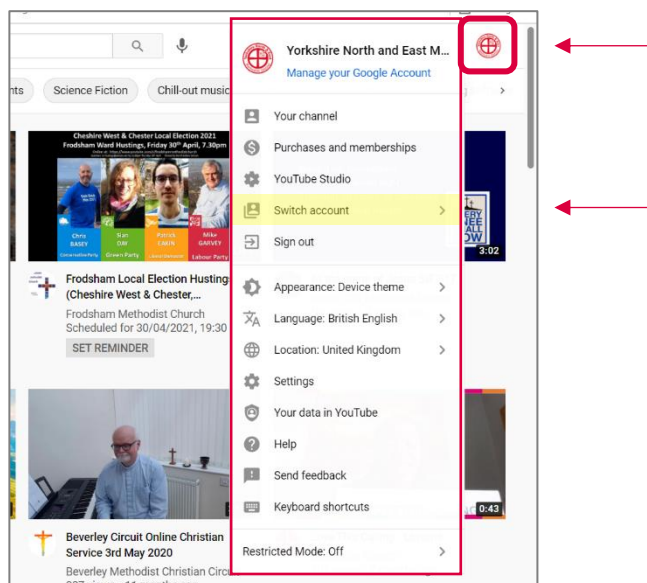 Yorkshire North and East M...
Manage your Google Account
nts
Science Fiction
Chill-out music
Your channel
Purchases and memberships
YouTube Studio
Switch account
Sign out
Appearance: Device theme
Language: British English
Location: United Kingdom
Settings
Your data in YouTube
Help
Send feedback
Keyboard shortcuts
Restricted Mode: Off
Cheshire West & Chester Local Election 2021
Frodsham Ward Hustings, Friday 30th April, 7.30pm
Chris
BASEY
Conservative Party
Sian
DAY
Green Party
Patrick
Mike
GARVEY
Labour Party
3:02
Frodsham Local Election Hustings
(Cheshire West & Chester,...
Frodsham Methodist Church
Scheduled for 30/04/2021, 19:30
SET REMINDER
0:43
Beverley Circuit Online Christian
Service 3rd May 2020
Beverley Methodist Christian Circu